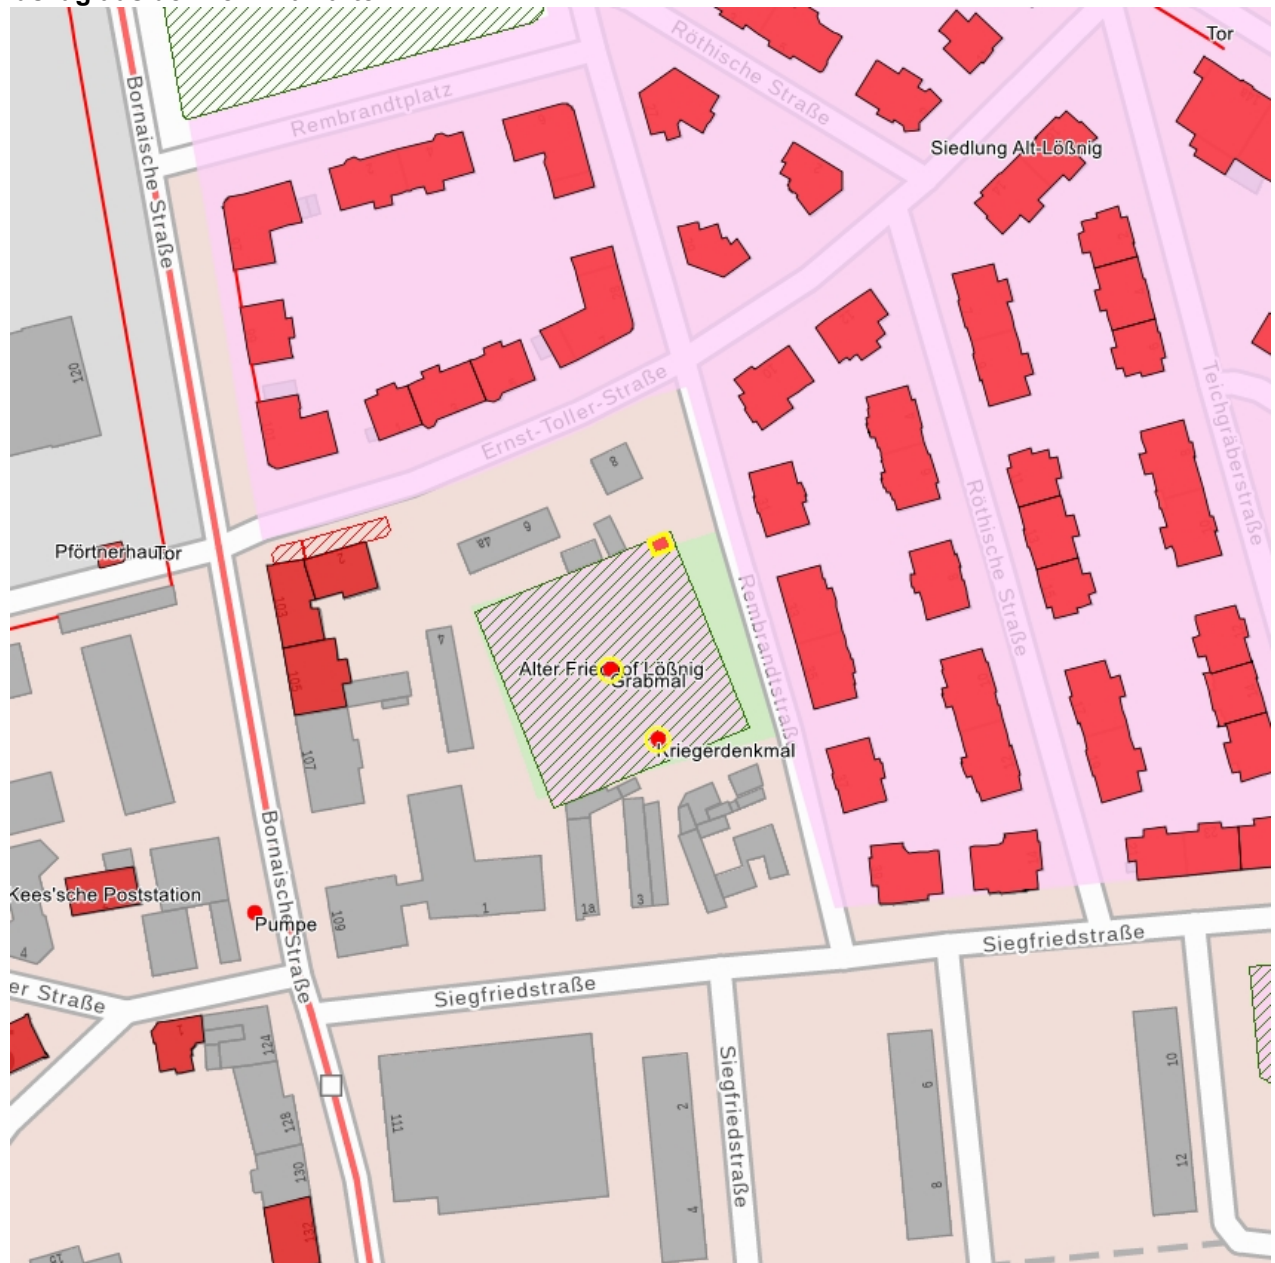 Tor
Röthische Straße
Rembrandtplatz
Bornaische Straße
Siedlung Alt-Lößnig
120
Teichgräberstraße
Ernst-Toller-Straße
8
6
4a
Pförtnerhau
Tor
2
103
105
107
4
Röthische Straße
Rembrandtstraße
Alter Friedhof Lößnig
Grabmal
Kriegerdenkmal
Kees'sche Poststation
Pumpe
Bornaische Straße
4
109
1
1a
3
Siegfriedstraße
Siegfriedstraße
er Straße
1
124
128
130
132
111
2
4
Siegfriedstraße
6
8
10
12